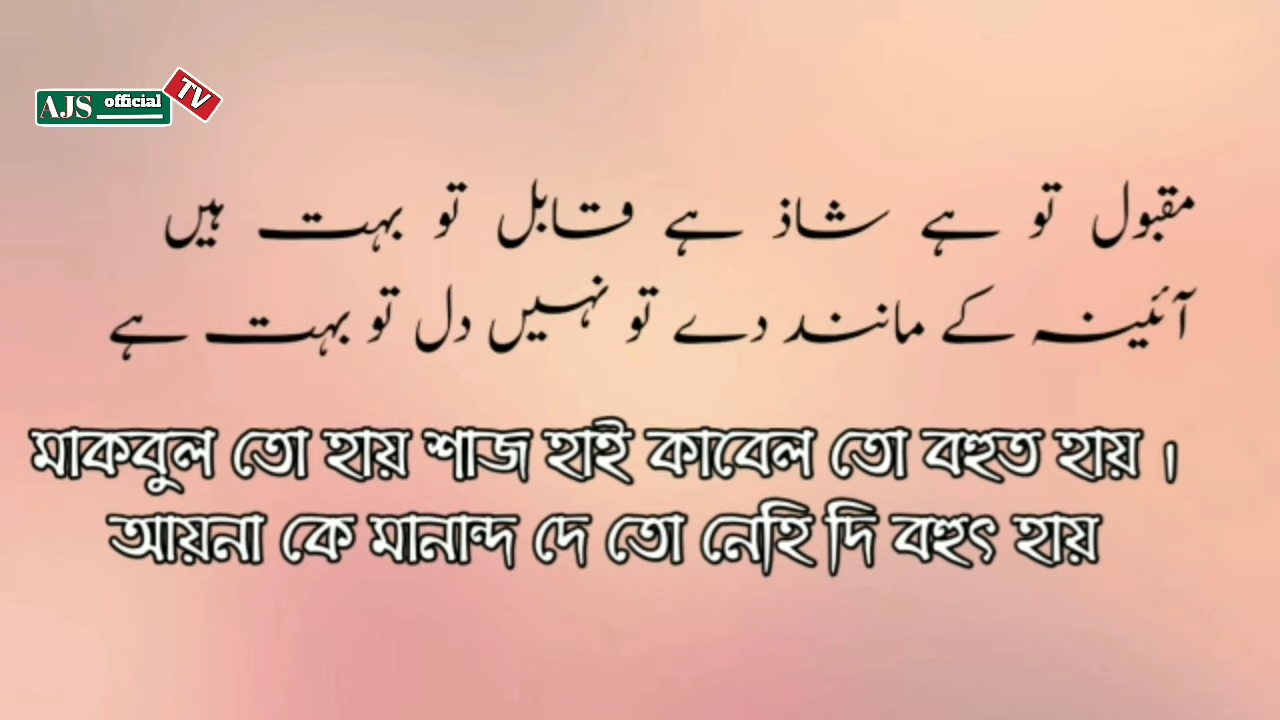 AJS official TV
مقبول تو ہے شاذ ہے قابل تو بہت ہیں
آئینہ کے مانند دے تو نہیں دل تو بہت ہے
মাকবুল তো হায় শাজ হাই কাবেল তো বহুত হায় ।
আয়না কে মানান্দ দে তো নেহি দি বহুৎ হায়